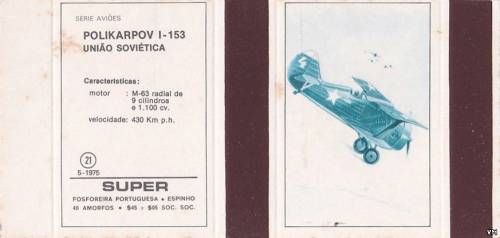 SERIE AVIÕES
POLIKARPOV I-153
UNIÃO SOVIÉTICA
Características:
motor : M-63 radial de
9 cilindros
e 1.100 cv.
velocidade: 430 Km p.h.
21
5-1975
SUPER
FOSFOREIRA PORTUGUESA • ESPINHO
40 AMORFOS • $45 + $05 SOC. SOC.
VM